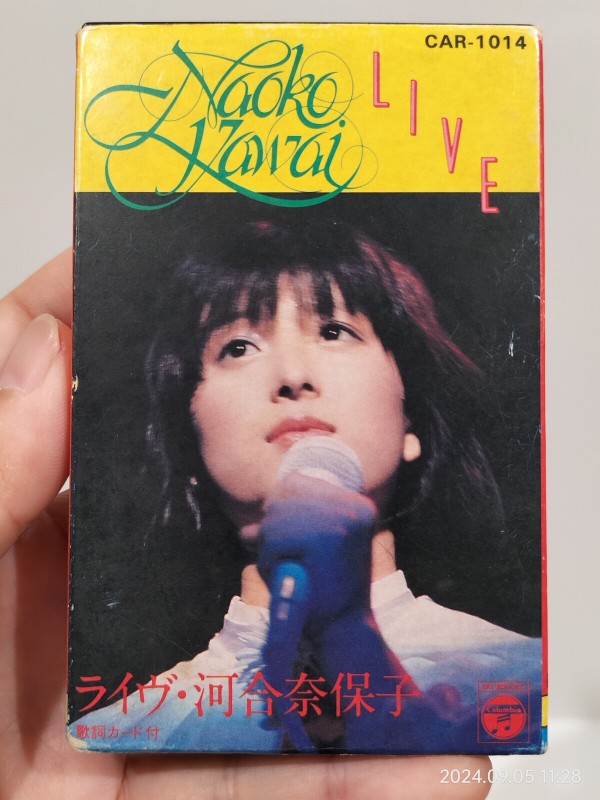 CAR-1014
Naoko
Kawai
LIVE
ライヴ・河合奈保子
歌詞カード付
Columbia
2024.09.05 11:28